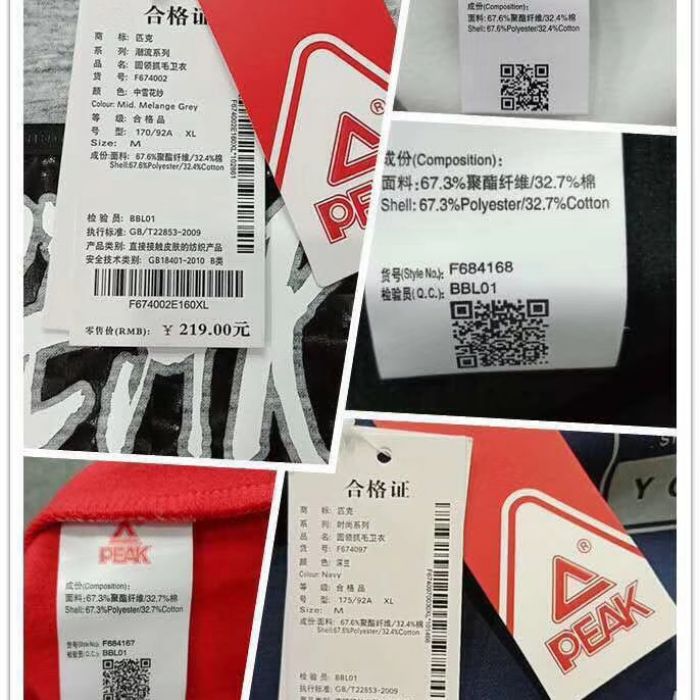 合格证
商 标: 匹克
系 列: 潮流系列
品 名: 圆领抓毛卫衣
货 号: F674002
颜 色: 中雪花纱
Colour: Mid. Melange Grey
等 级: 合格品
号 型: 170/92A XL
Size: M
成份:面料: 67.6%聚酯纤维/32.4%棉
Shell:67.6%Polyester/32.4%Cotton
检 验 员: BBL01
执行标准: GB/T22853-2009
产品类别: 直接接触皮肤的纺织产品
安全技术类别: GB18401-2010 B类
F674002E160XL
零售价(RMB): ¥ 219.00元
F674002E160XL*102861
PEAK
®
成份(Composition):
面料:67.6%聚酯纤维/32.4%棉
Shell:67.6%Polyester/32.4%Cotton
成份(Composition):
面料:67.3%聚酯纤维/32.7%棉
Shell: 67.3%Polyester/32.7%Cotton
货号(Style No.): F684168
检验员(Q.C.): BBL01
PEAK
成份(Composition):
面料:67.3%聚酯纤维/32.7%棉
Shell: 67.3%Polyester/32.7%Cotton
货号(Style No.): F684167
检验员(Q.C.): BBL01
合格证
商 标: 匹克
系 列: 时尚系列
品 名: 圆领抓毛卫衣
货 号: F674097
颜 色: 深豆
Colour: Navy
等 级: 合格品
号 型: 175/92A XL
Size: M
成份:面料: 67.6%聚酯纤维/32.4%棉
Shell:67.6%Polyester/32.4%Cotton
检 验 员: BBL01
执行标准: GB/T22853-2009
®
PEAK
YO